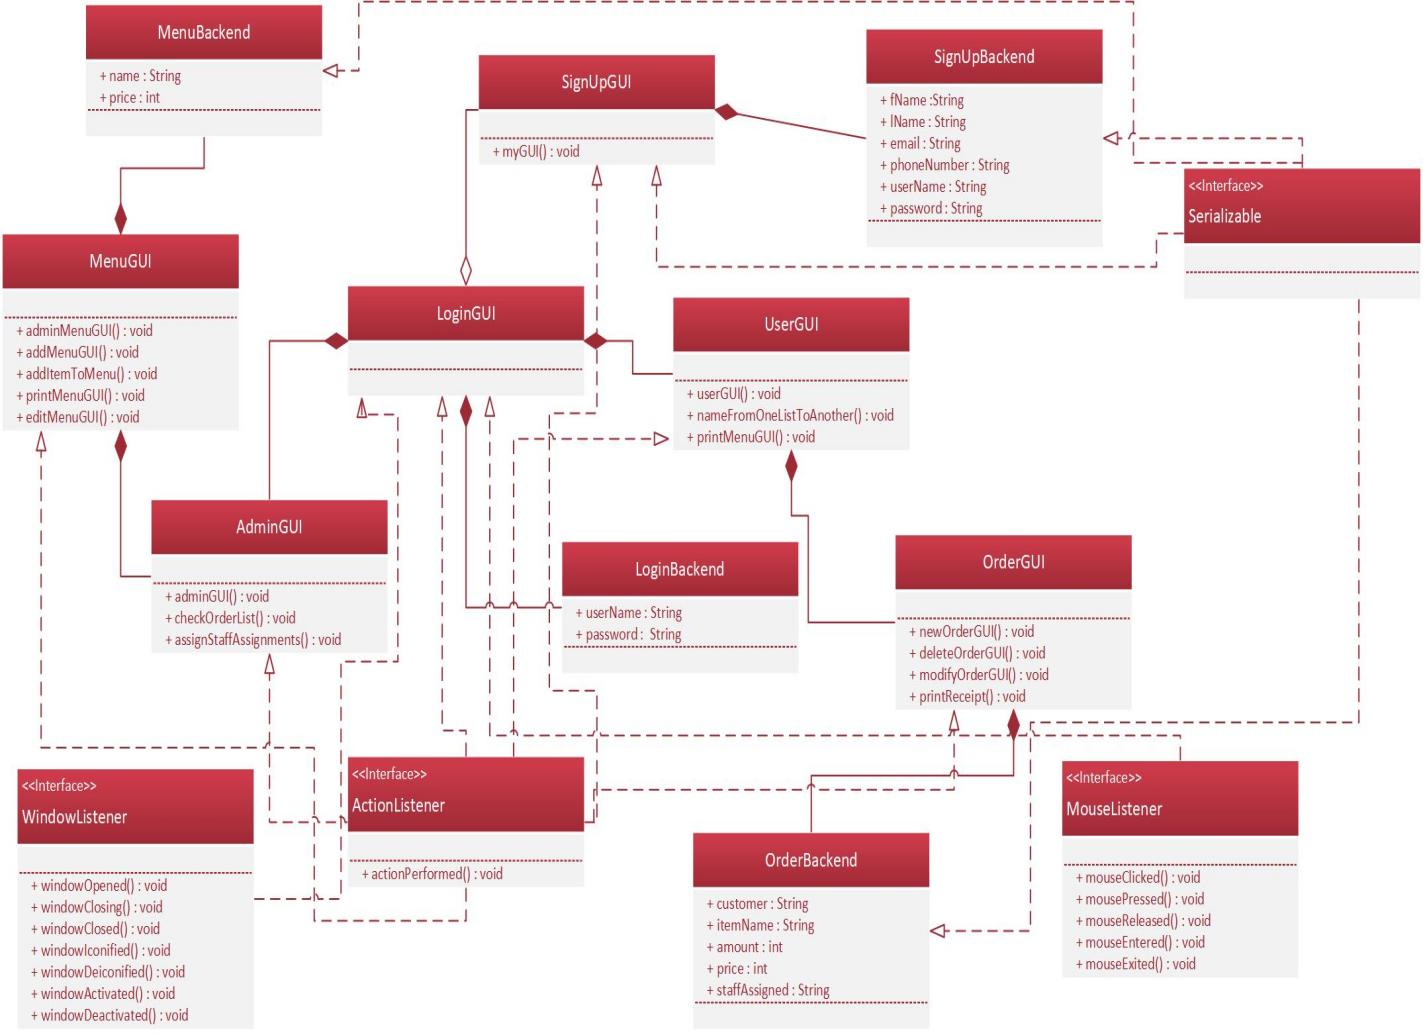 MenuBackend
+ name : String
+ price : int
SignUpGUI
+ myGUI() : void
SignUpBackend
+ fName :String
+ lName : String
+ email : String
+ phoneNumber : String
+ userName : String
+ password : String
<<Interface>>
Serializable
MenuGUI
+ adminMenuGUI() : void
+ addMenuGUI() : void
+ addItemToMenu() : void
+ printMenuGUI() : void
+ editMenuGUI() : void
LoginGUI
UserGUI
+ userGUI() : void
+ nameFromOneListToAnother() : void
+ printMenuGUI() : void
AdminGUI
+ adminGUI() : void
+ checkOrderList() : void
+ assignStaffAssignments() : void
LoginBackend
+ userName : String
+ password : String
OrderGUI
+ newOrderGUI() : void
+ deleteOrderGUI() : void
+ modifyOrderGUI() : void
+ printReceipt() : void
<<Interface>>
WindowListener
+ windowOpened() : void
+ windowClosing() : void
+ windowClosed() : void
+ windowIconified() : void
+ windowDeiconified() : void
+ windowActivated() : void
+ windowDeactivated() : void
<<Interface>>
ActionListener
+ actionPerformed() : void
OrderBackend
+ customer : String
+ itemName : String
+ amount : int
+ price : int
+ staffAssigned : String
<<Interface>>
MouseListener
+ mouseClicked() : void
+ mousePressed() : void
+ mouseReleased() : void
+ mouseEntered() : void
+ mouseExited() : void